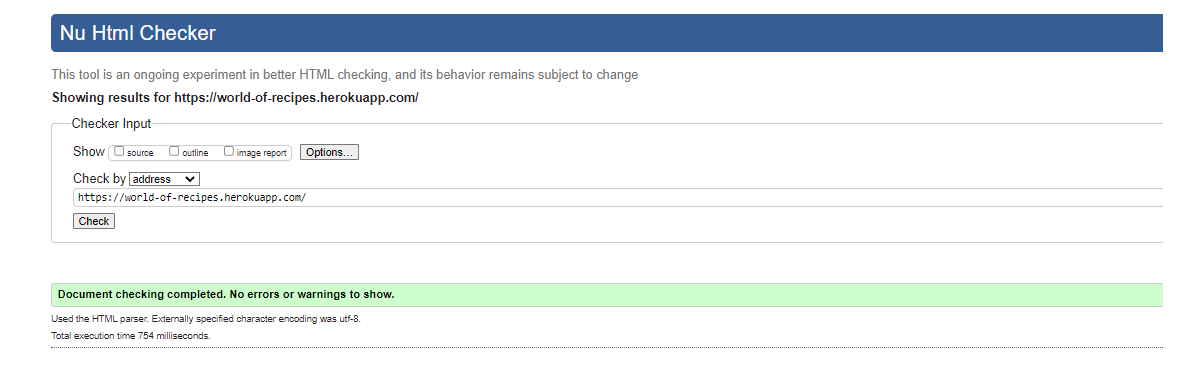 Nu Html Checker
This tool is an ongoing experiment in better HTML checking, and its behavior remains subject to change
Showing results for https://world-of-recipes.herokuapp.com/
Checker Input
Show source outline image report Options...
Check by address
https://world-of-recipes.herokuapp.com/
Check
Document checking completed. No errors or warnings to show.
Used the HTML parser. Externally specified character encoding was utf-8.
Total execution time 754 milliseconds.